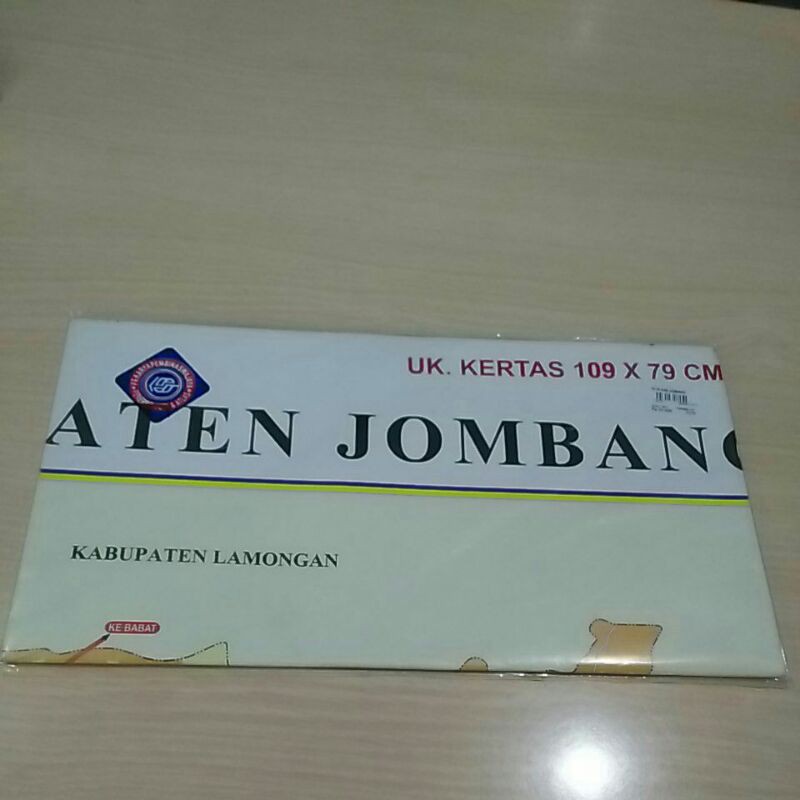 UK. KERTAS 109 X 79 CM
ATEN JOMBANG
KABUPATEN LAMONGAN
KE BABAT